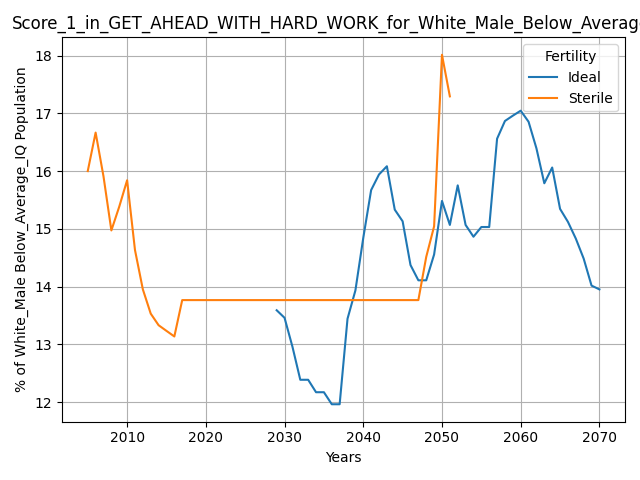 Score_1_in_GET_AHEAD_WITH_HARD_WORK_for_White_Male_Below_Averag
Fertility
Ideal
Sterile
% of White_Male Below_Average_IQ Population
18
17
16
15
14
13
12
2010 2020 2030 2040 2050 2060 2070
Years